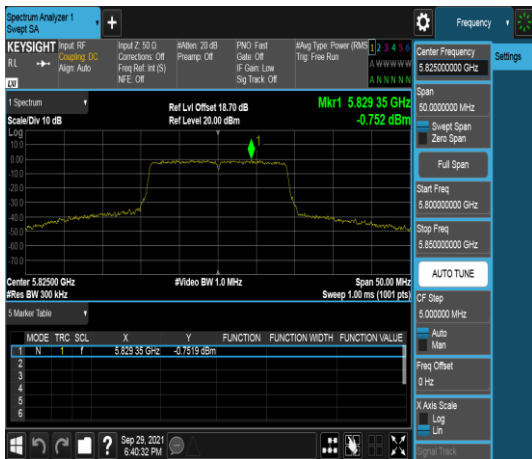 Spectrum Analyzer 1
Swept SA
Frequency
KEYSIGHT
RL
LXI
Input: RF
Coupling: DC
Align: Auto
Input Z: 50 Ω
Corrections: Off
Freq Ref: Int (S)
NFE: Off
#Atten: 20 dB
Preamp: Off
PNO: Fast
Gate: Off
IF Gain: Low
Sig Track: Off
#Avg Type: Power (RMS
Trig: Free Run
1 2 3 4 5 6
A W W W W W
A N N N N N
Center Frequency
5.825000000 GHz
Settings
Span
50.0000000 MHz
Swept Span
Zero Span
Full Span
Start Freq
5.800000000 GHz
Stop Freq
5.850000000 GHz
AUTO TUNE
CF Step
5.000000 MHz
Auto
Man
Freq Offset
0 Hz
X Axis Scale
Log
Lin
Signal Track
1 Spectrum
Scale/Div 10 dB
Ref Lvl Offset 18.70 dB
Ref Level 20.00 dBm
Mkr1 5.829 35 GHz
-0.752 dBm
Log
10.0
0.00
-10.0
-20.0
-30.0
-40.0
-50.0
-60.0
-70.0
1
Center 5.82500 GHz
#Res BW 300 kHz
#Video BW 1.0 MHz
Span 50.00 MHz
Sweep 1.00 ms (1001 pts)
5 Marker Table
MODE TRC SCL X Y FUNCTION FUNCTION WIDTH FUNCTION VALUE
1 N 1 f 5.829 35 GHz -0.7519 dBm
2
3
4
5
6
?
Sep 29, 2021
6:40:32 PM